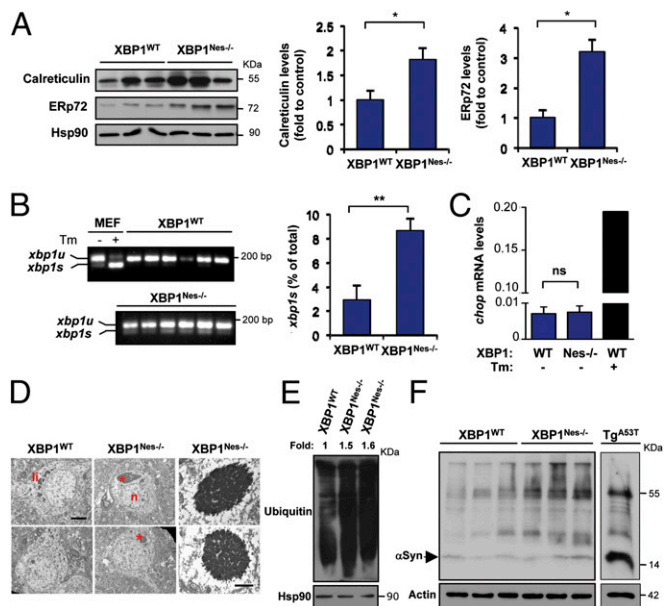 A
XBP1WT XBP1Nes-/-
KDa
Calreticulin 55
ERp72 72
Hsp90 90
Calreticulin levels
(fold to control)
2.5
2
1.5
1
0.5
0
*
XBP1WT XBP1Nes-/-
ERp72 levels
(fold to control)
4
3
2
1
0
*
XBP1WT XBP1Nes-/-
B
MEF XBP1WT
Tm - +
xbp1u
xbp1s
200 bp
XBP1Nes-/-
xbp1u
xbp1s
200 bp
xbp1s (% of total)
10
8
6
4
2
0
**
XBP1WT XBP1Nes-/-
C
chop mRNA levels
0.20
0.10
0.01
0.00
ns
XBP1: WT Nes-/- WT
Tm: - - +
D
XBP1WT XBP1Nes-/- XBP1Nes-/-
li
*
n
*
E
XBP1WT
XBP1Nes-/-
XBP1Nes-/-
Fold: 1 1.5 1.6
KDa
Ubiquitin
Hsp90 90
F
XBP1WT XBP1Nes-/- TgA53T
KDa
55
αSyn 14
Actin 42